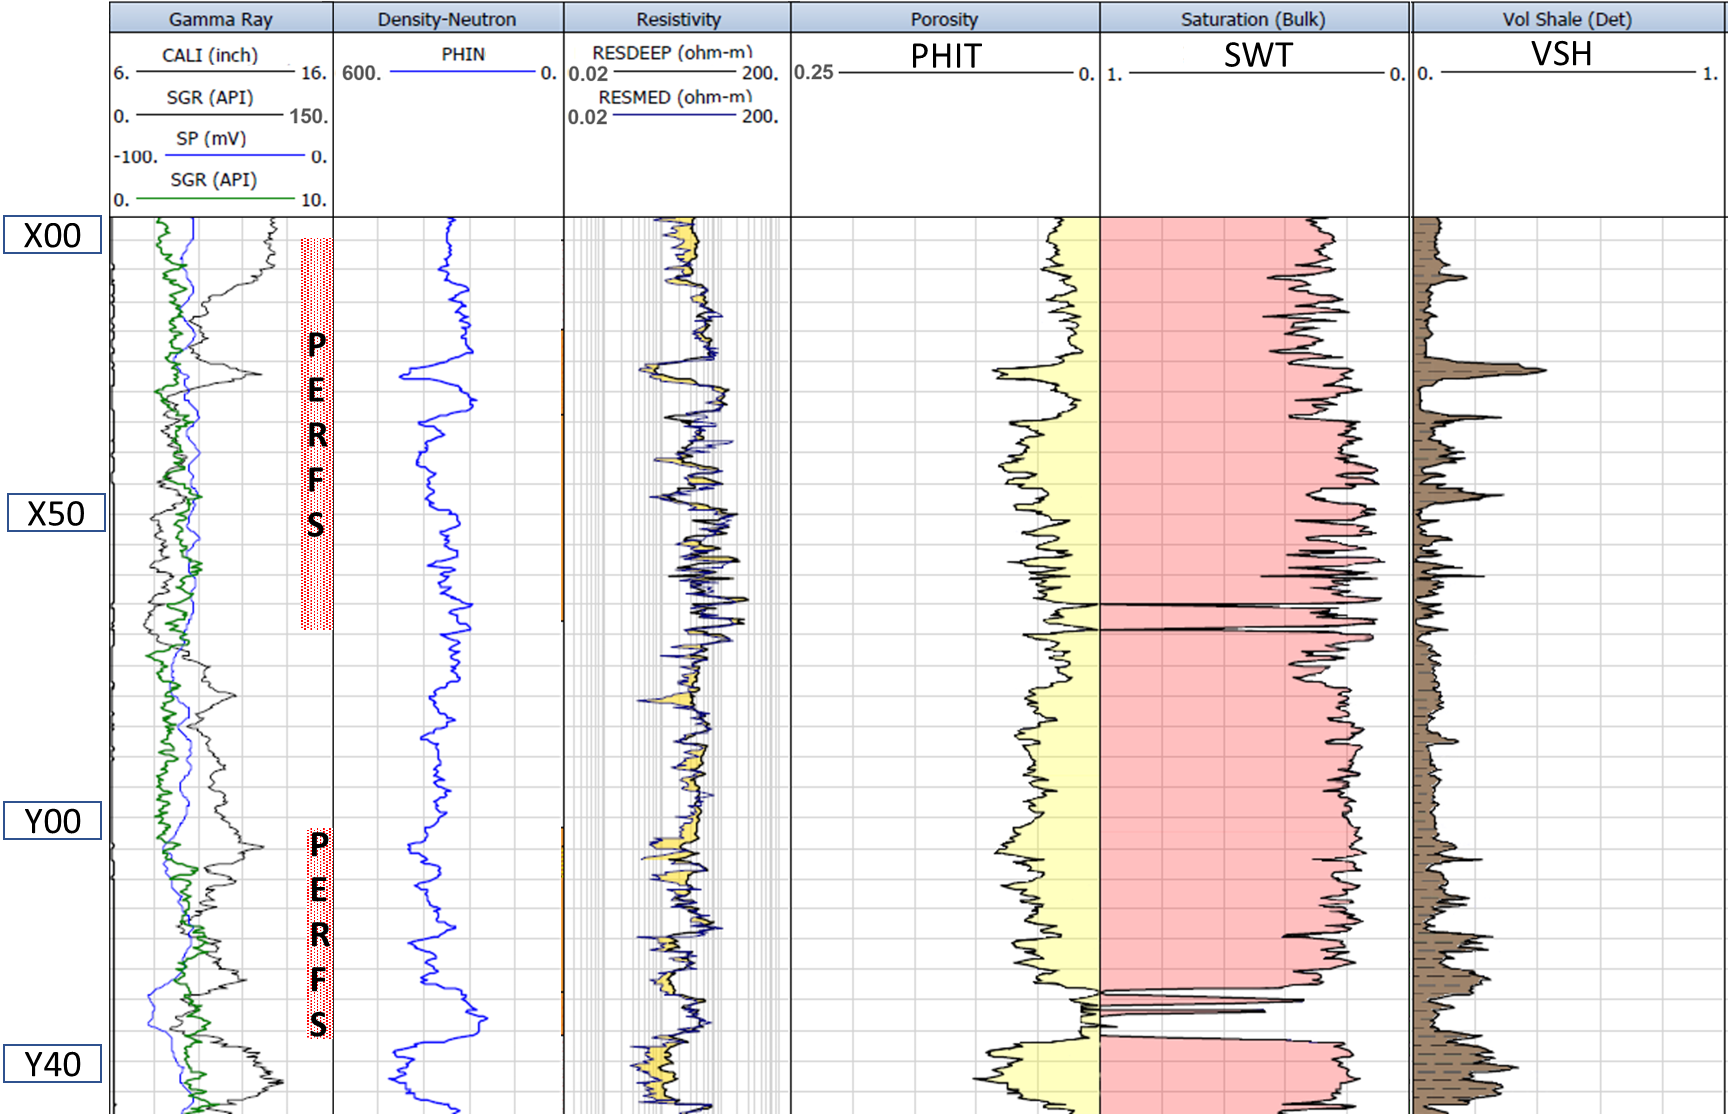 Gamma Ray Density-Neutron Resistivity Porosity Saturation (Bulk) Vol Shale (Det)
CALI (inch) PHIN RESDEEP (ohm-m) PHIT SWT VSH
6. 16. 600. 0. 0.02 200. 0.25 0. 1. 0. 0. 1.
SGR (API) RESMED (ohm-m)
0. 150. 0.02 200.
SP (mV)
-100. 0.
SGR (API)
0. 10.
X00
P
E
R
F
S
X50
Y00
P
E
R
F
S
Y40